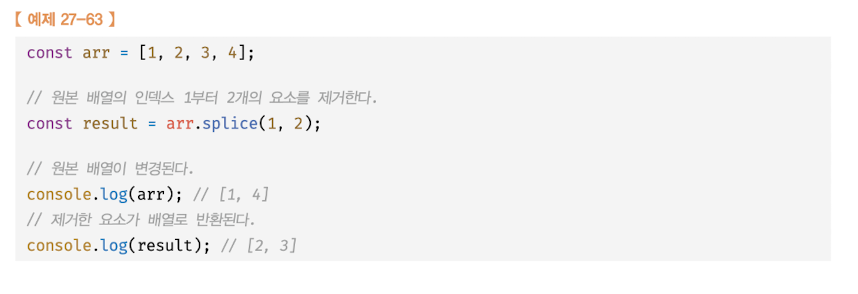 【 예제 27-63 】
const arr = [1, 2, 3, 4];
// 원본 배열의 인덱스 1부터 2개의 요소를 제거한다.
const result = arr.splice(1, 2);
// 원본 배열이 변경된다.
console.log(arr); // [1, 4]
// 제거한 요소가 배열로 반환된다.
console.log(result); // [2, 3]